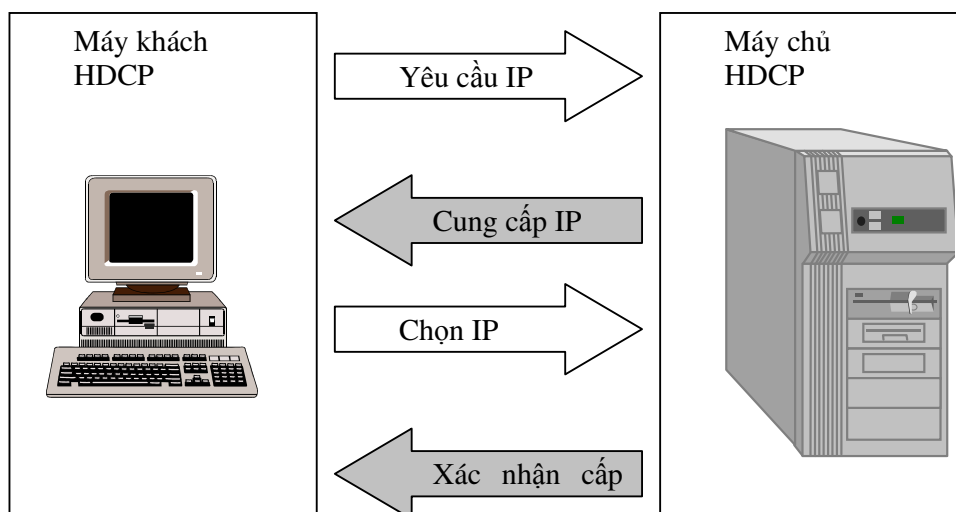 Máy khách
HDCP
Yêu cầu IP
Máy chủ
HDCP
Cung cấp IP
Chọn IP
Xác nhận cấp